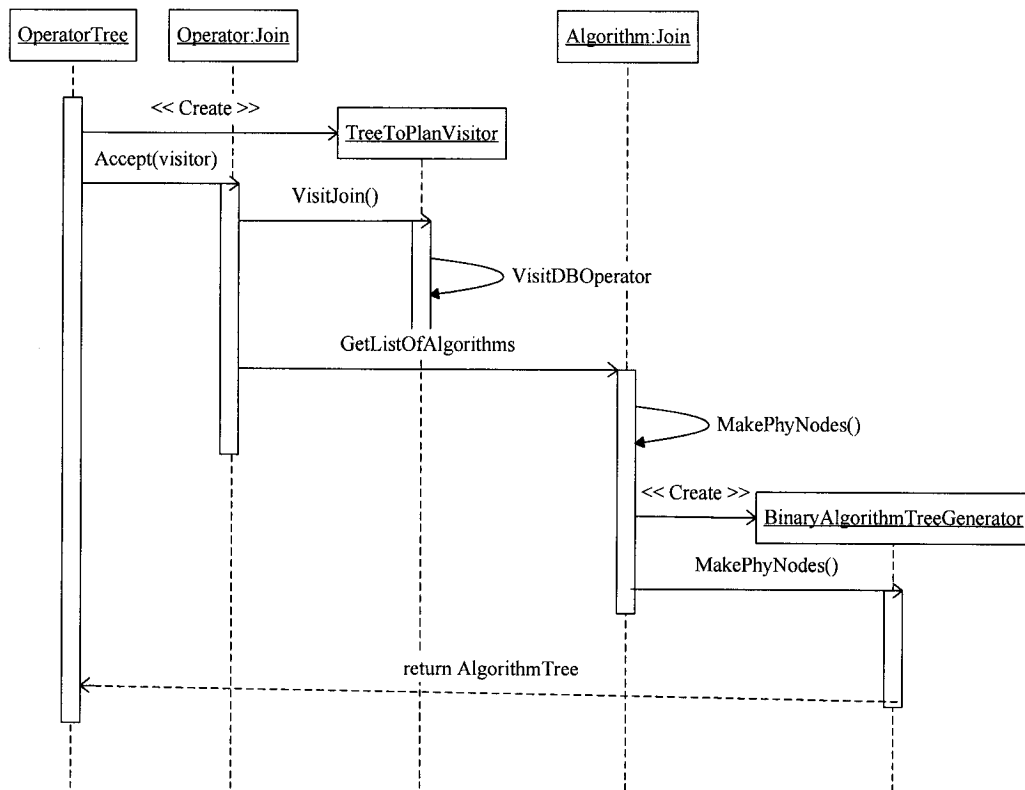 OperatorTree
Operator:Join
Algorithm:Join
<< Create >>
TreeToPlanVisitor
Accept(visitor)
VisitJoin()
VisitDBOperator
GetListOfAlgorithms
MakePhyNodes()
<< Create >>
BinaryAlgorithmTreeGenerator
MakePhyNodes()
return AlgorithmTree